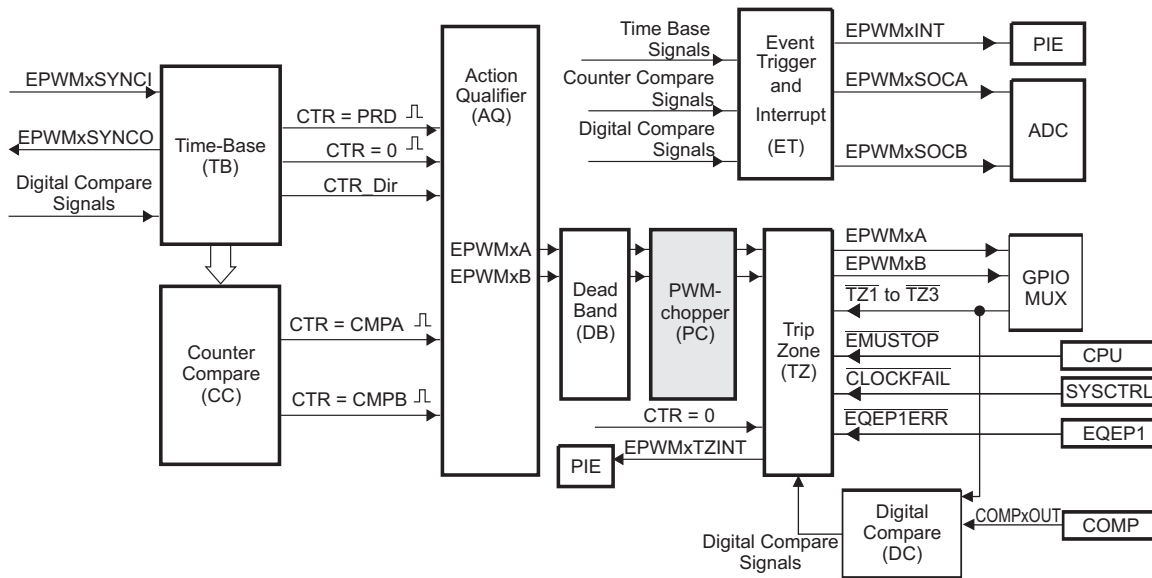 EPWMxSYNCI
EPWMxSYNCO
Digital Compare
Signals
Time-Base
(TB)
CTR = PRD
CTR = 0
CTR_Dir
Counter
Compare
(CC)
CTR = CMPA
CTR = CMPB
Action
Qualifier
(AQ)
EPWMxA
EPWMxB
Time Base
Signals
Counter Compare
Signals
Digital Compare
Signals
Event
Trigger
and
Interrupt
(ET)
EPWMxINT
EPWMxSOCA
EPWMxSOCB
PIE
ADC
Dead
Band
(DB)
PWM-
chopper
(PC)
Trip
Zone
(TZ)
EPWMxA
EPWMxB
TZ1 to TZ3
EMUSTOP
CLOCKFAIL
EQEP1ERR
GPIO
MUX
CPU
SYSCTRL
EQEP1
CTR = 0
EPWMxTZINT
PIE
Digital Compare
Signals
Digital
Compare
(DC)
COMPxOUT
COMP